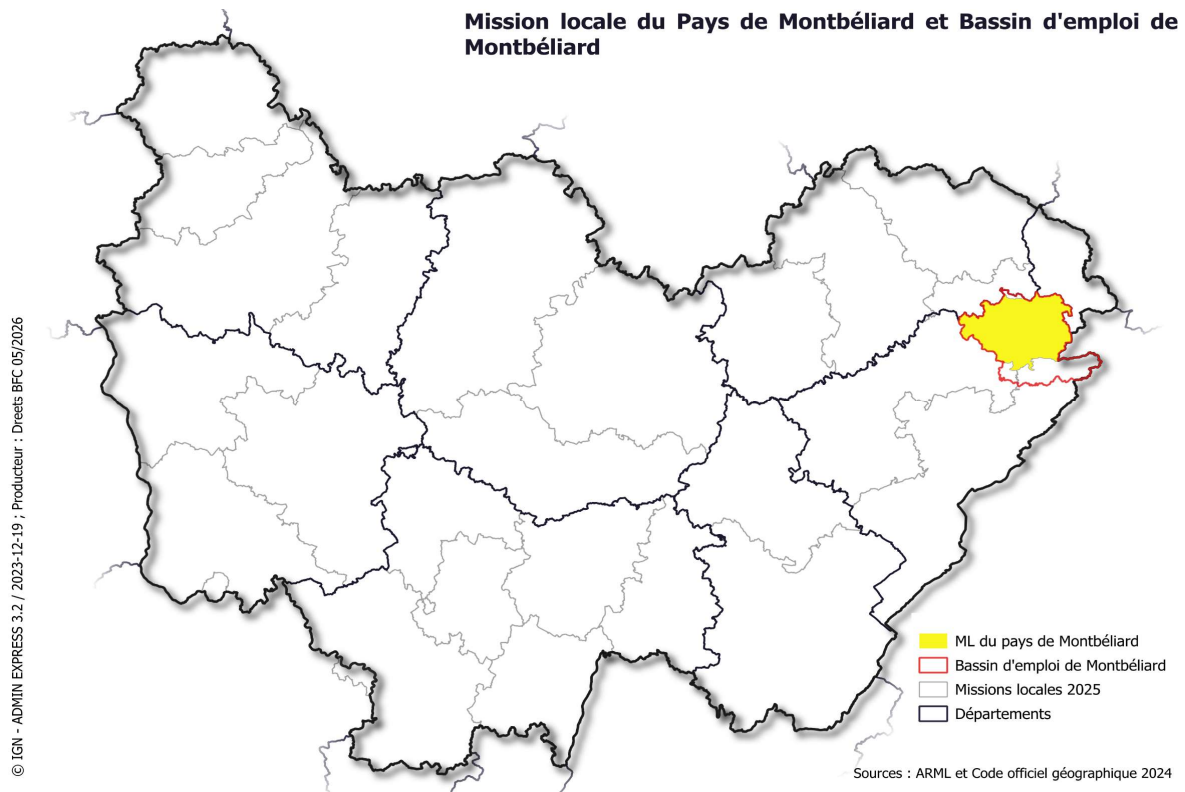 Mission locale du Pays de Montbéliard et Bassin d'emploi de
Montbéliard
© IGN - ADMIN EXPRESS 3.2 / 2023-12-19 ; Producteur : Dreets BFC 05/2026
ML du pays de Montbéliard
Bassin d'emploi de Montbéliard
Missions locales 2025
Départements
Sources : ARML et Code officiel géographique 2024